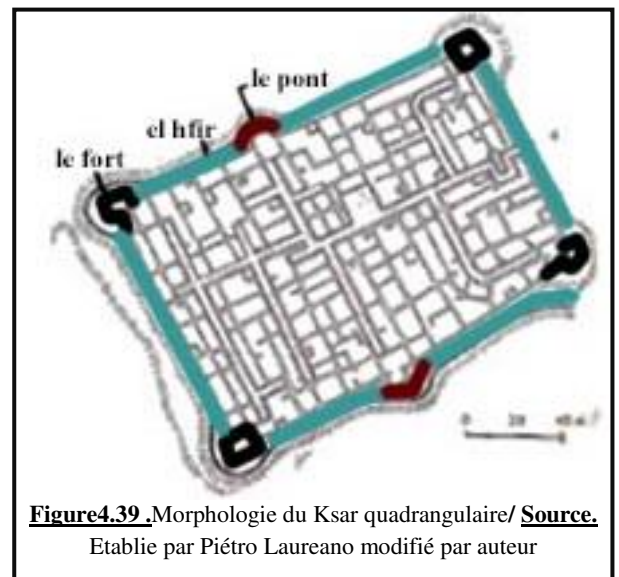 le pont
el hfir
le fort
0 20 40 m
Figure4.39 .Morphologie du Ksar quadrangulaire/ Source.
Etablie par Piétro Laureano modifié par auteur